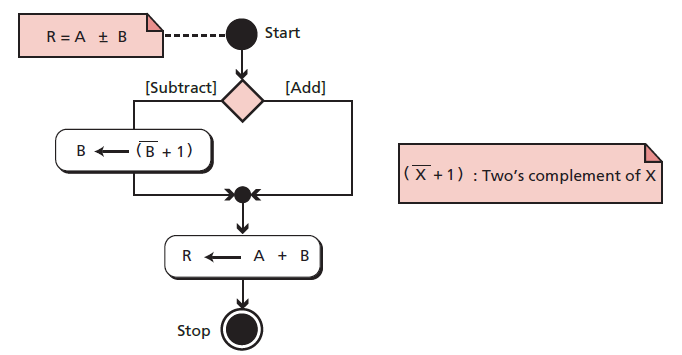 R = A ± B
Start
[Subtract] [Add]
B ← (B̅ + 1)
(X̅ + 1) : Two's complement of X
R ← A + B
Stop